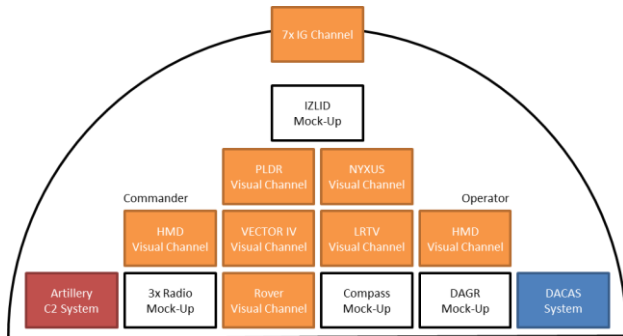 7x IG Channel
IZLID
Mock-Up
PLDR
Visual Channel
NYXUS
Visual Channel
Commander
Operator
HMD
Visual Channel
VECTOR IV
Visual Channel
LRTV
Visual Channel
HMD
Visual Channel
Artillery
C2 System
3x Radio
Mock-Up
Rover
Visual Channel
Compass
Mock-Up
DAGR
Mock-Up
DACAS
System